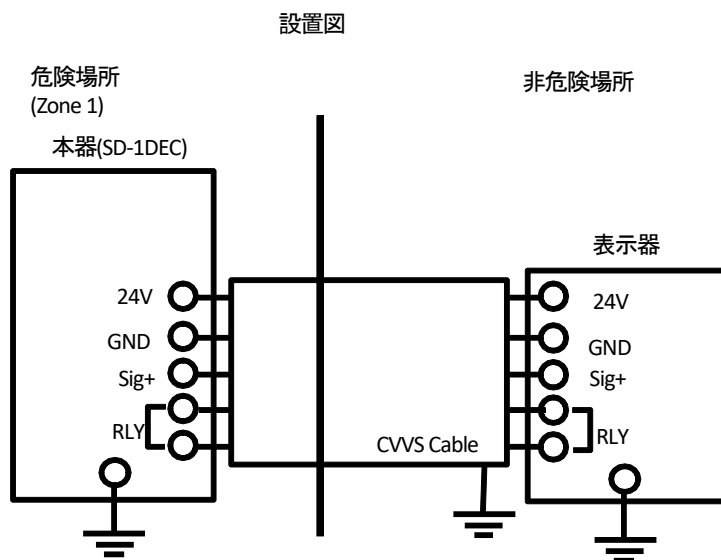 設置図
危険場所
(Zone 1)
非危険場所
本器(SD-1DEC)
表示器
24V
GND
Sig+
RLY
CVVS Cable
24V
GND
Sig+
RLY